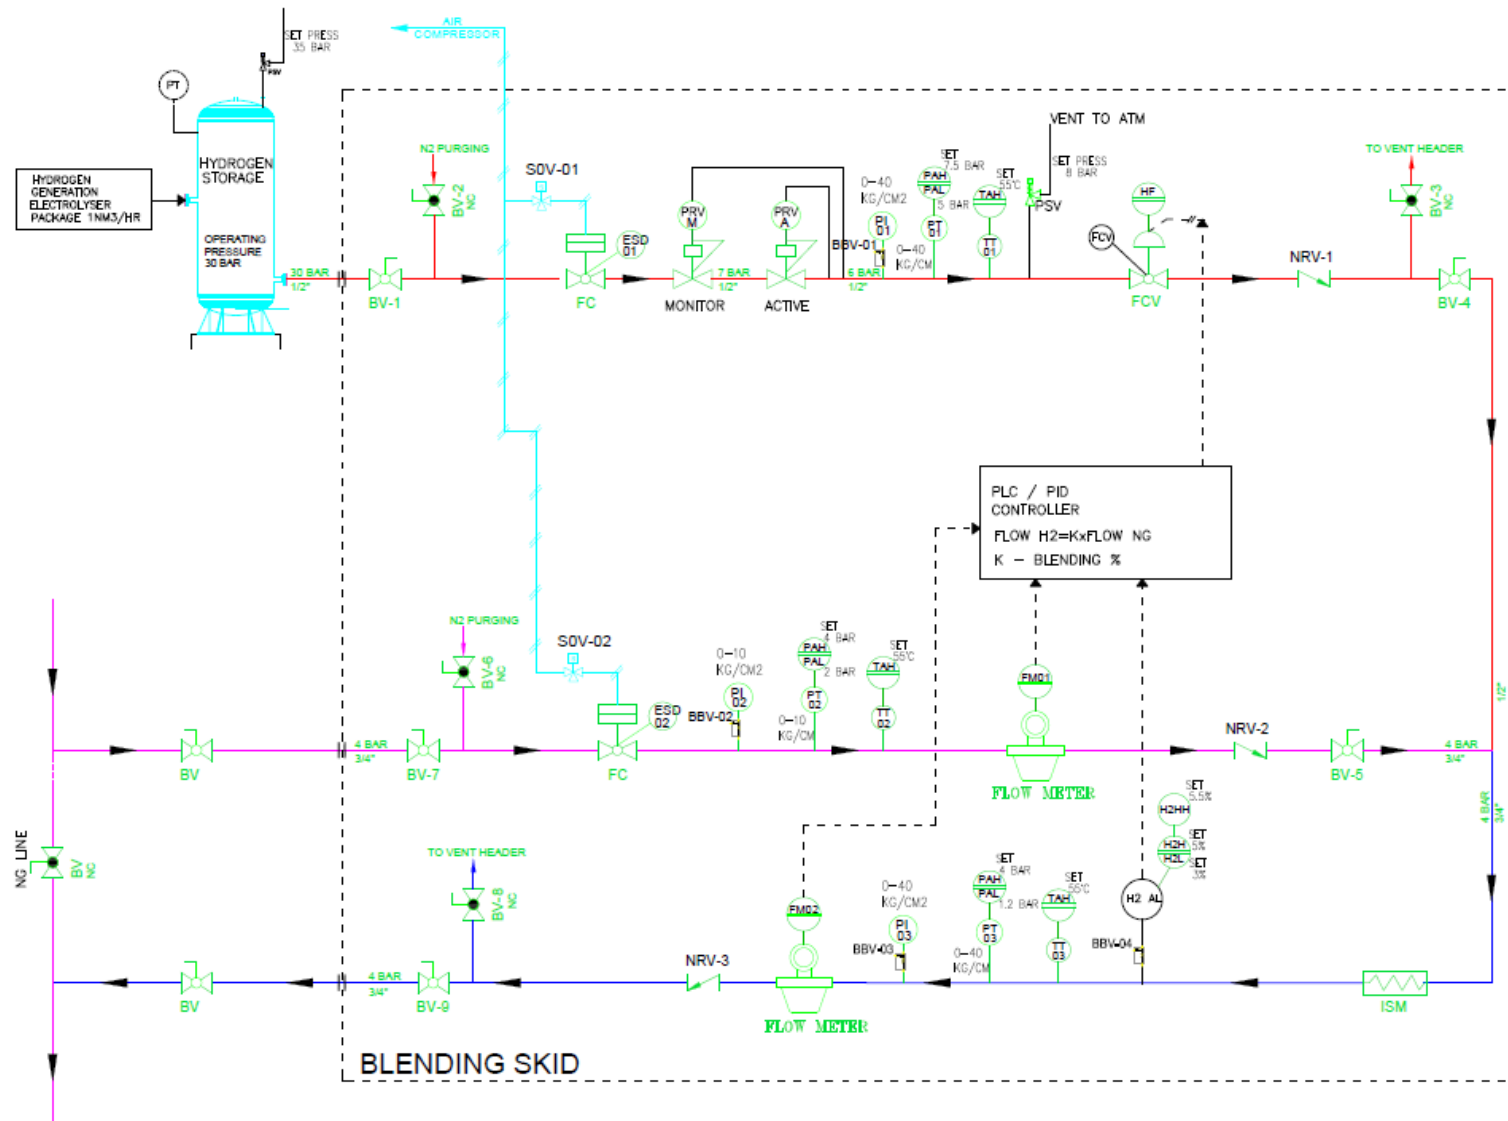 AIR
COMPRESSOR
SET PRESS
35 BAR
PSV
PT
HYDROGEN
STORAGE
HYDROGEN
GENERATION
ELECTROLYSER
PACKAGE 1NM3/HR
OPERATING
PRESSURE
30 BAR
30 BAR
1/2"
BV-1
N2 PURGING
BV-2
NC
S0V-01
ESD
01
FC
PRV
M
MONITOR
7 BAR
1/2"
PRV
A
ACTIVE
6 BAR
1/2"
0-40
KG/CM2
PI
01
BBV-01
SET
7.5 BAR
PAH
PAL
5 BAR
PT
01
0-40
KG/CM
SET
55°C
TAH
TT
01
VENT TO ATM
SET PRESS
8 BAR
PSV
HF
FCV
FCV
NRV-1
TO VENT HEADER
BV-3
NC
BV-4
PLC / PID
CONTROLLER
FLOW H2=KxFLOW NG
K - BLENDING %
1/2"
N2 PURGING
BV-6
NC
S0V-02
ESD
02
FC
BV
4 BAR
3/4"
BV-7
0-10
KG/CM2
PI
02
BBV-02
SET
4 BAR
PAH
PAL
2 BAR
PT
02
0-10
KG/CM
SET
55°C
TAH
TT
02
FM01
FLOW METER
NRV-2
BV-5
4 BAR
3/4"
4 BAR
3/4"
NG LINE
BV
NC
TO VENT HEADER
BV-8
NC
BV
4 BAR
3/4"
BV-9
NRV-3
FM02
FLOW METER
0-40
KG/CM2
PI
03
BBV-03
SET
4 BAR
PAH
PAL
1.2 BAR
PT
03
0-40
KG/CM
SET
55°C
TAH
TT
03
SET
5.5%
H2HH
H2H
H2L
SET
5%
SET
3%
H2 AL
BBV-04
ISM
BLENDING SKID